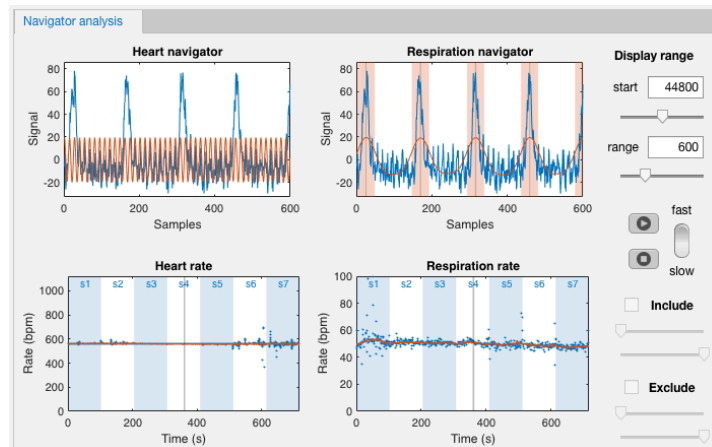 Navigator analysis
Heart navigator
80
60
40
20
0
-20
Signal
0
200
400
600
Samples
Respiration navigator
80
60
40
20
0
-20
Signal
0
200
400
600
Samples
Display range
start 44800
range 600
fast
slow
Heart rate
s1 s2 s3 s4 s5 s6 s7
1000
800
600
400
200
0
Rate (bpm)
0
200
400
600
Time (s)
Respiration rate
s1 s2 s3 s4 s5 s6 s7
100
80
60
40
20
0
Rate (bpm)
0
200
400
600
Time (s)
Include
Exclude